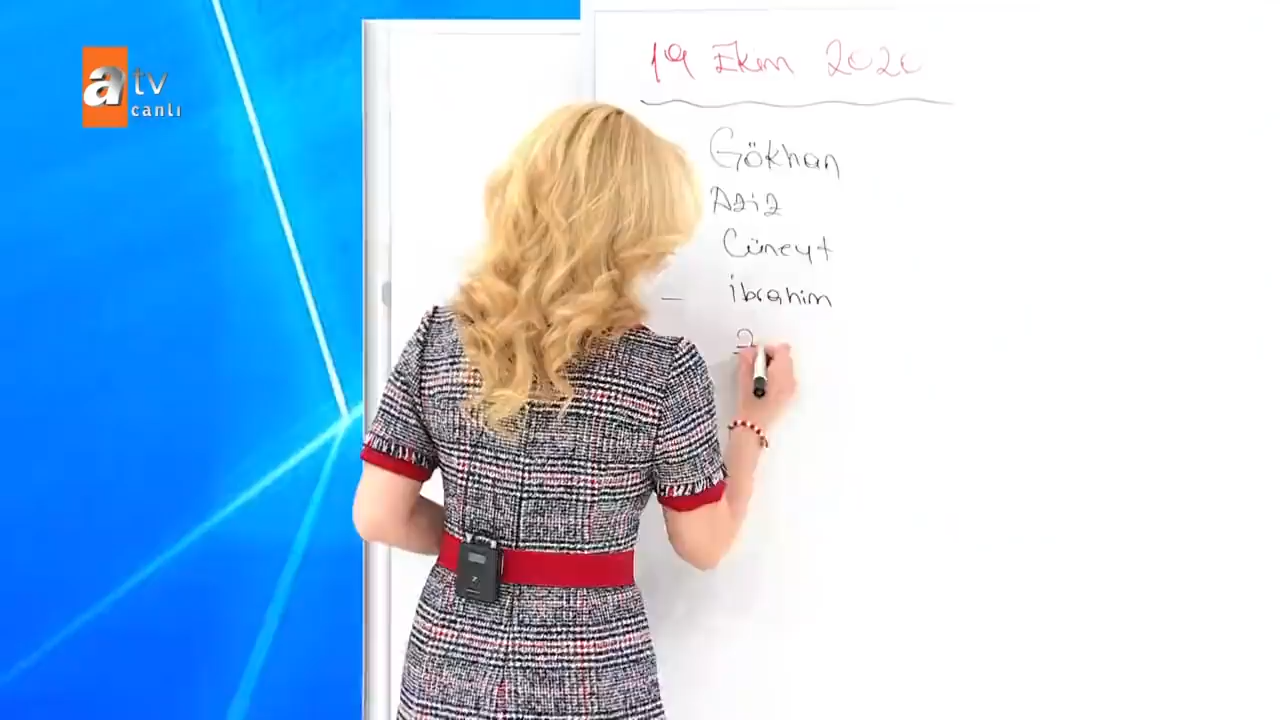 atv
canlı
19 Ekim 2020
Gökhan
Aziz
Cüneyt
İbrahim